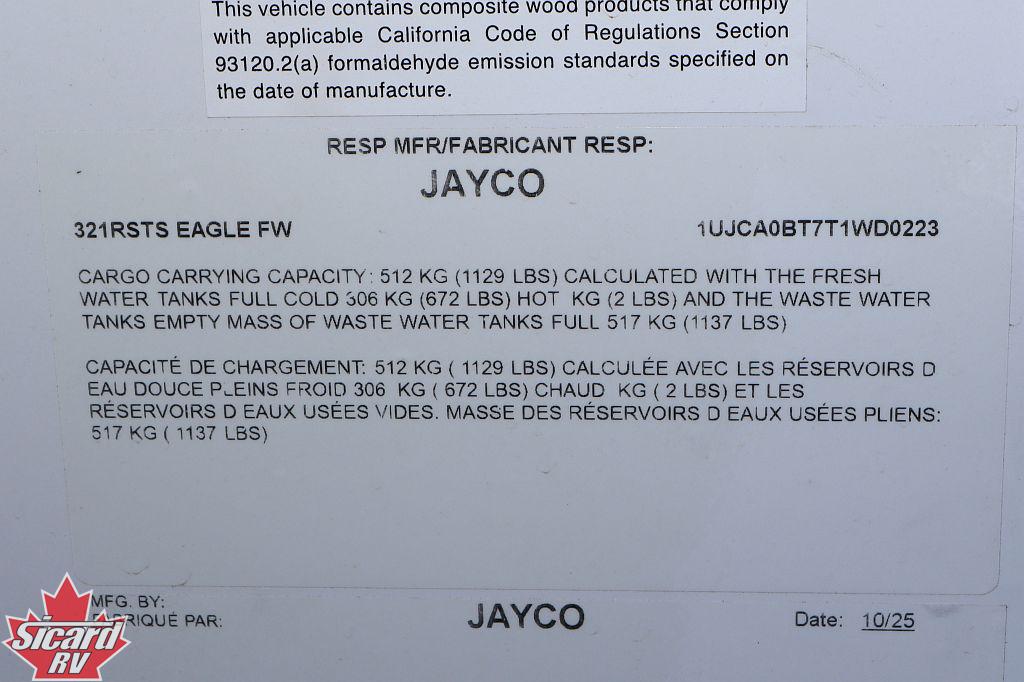 This vehicle contains composite wood products that comply
with applicable California Code of Regulations Section
93120.2(a) formaldehyde emission standards specified on
the date of manufacture.
RESP MFR/FABRICANT RESP:
JAYCO
321RSTS EAGLE FW 1UJCA0BT7T1WD0223
CARGO CARRYING CAPACITY: 512 KG (1129 LBS) CALCULATED WITH THE FRESH
WATER TANKS FULL COLD 306 KG (672 LBS) HOT KG (2 LBS) AND THE WASTE WATER
TANKS EMPTY MASS OF WASTE WATER TANKS FULL 517 KG (1137 LBS)
CAPACITÉ DE CHARGEMENT: 512 KG ( 1129 LBS) CALCULÉE AVEC LES RÉSERVOIRS D
EAU DOUCE PLEINS FROID 306 KG ( 672 LBS) CHAUD KG ( 2 LBS) ET LES
RÉSERVOIRS D EAUX USÉES VIDES. MASSE DES RÉSERVOIRS D EAUX USÉES PLIENS:
517 KG ( 1137 LBS)
MFG. BY:
FABRIQUÉ PAR: JAYCO Date: 10/25
Sicard
RV